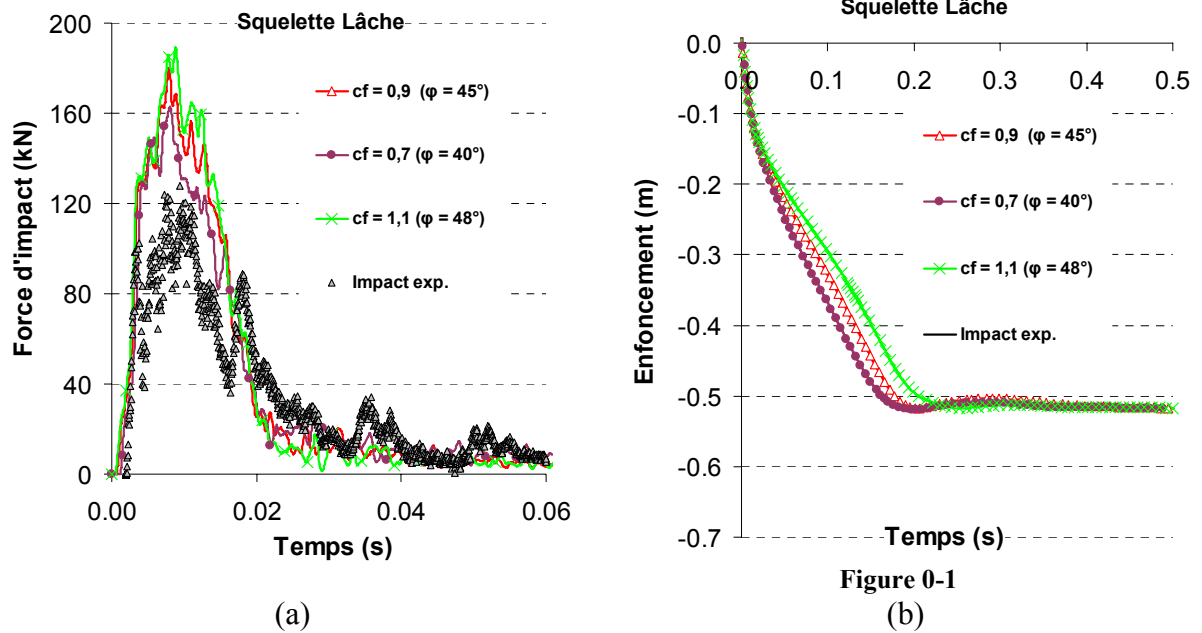 Squelette Lâche
200
160
120
80
40
0
Force d'impact (kN)
cf = 0,9 (φ = 45°)
cf = 0,7 (φ = 40°)
cf = 1,1 (φ = 48°)
Impact exp.
0.00 0.02 0.04 0.06
Temps (s)
(a)
Squelette Lâche
0.0
-0.1
-0.2
-0.3
-0.4
-0.5
-0.6
-0.7
Enfoncement (m)
0.0 0.1 0.2 0.3 0.4 0.5
cf = 0,9 (φ = 45°)
cf = 0,7 (φ = 40°)
cf = 1,1 (φ = 48°)
Impact exp.
Temps (s)
Figure 0-1
(b)